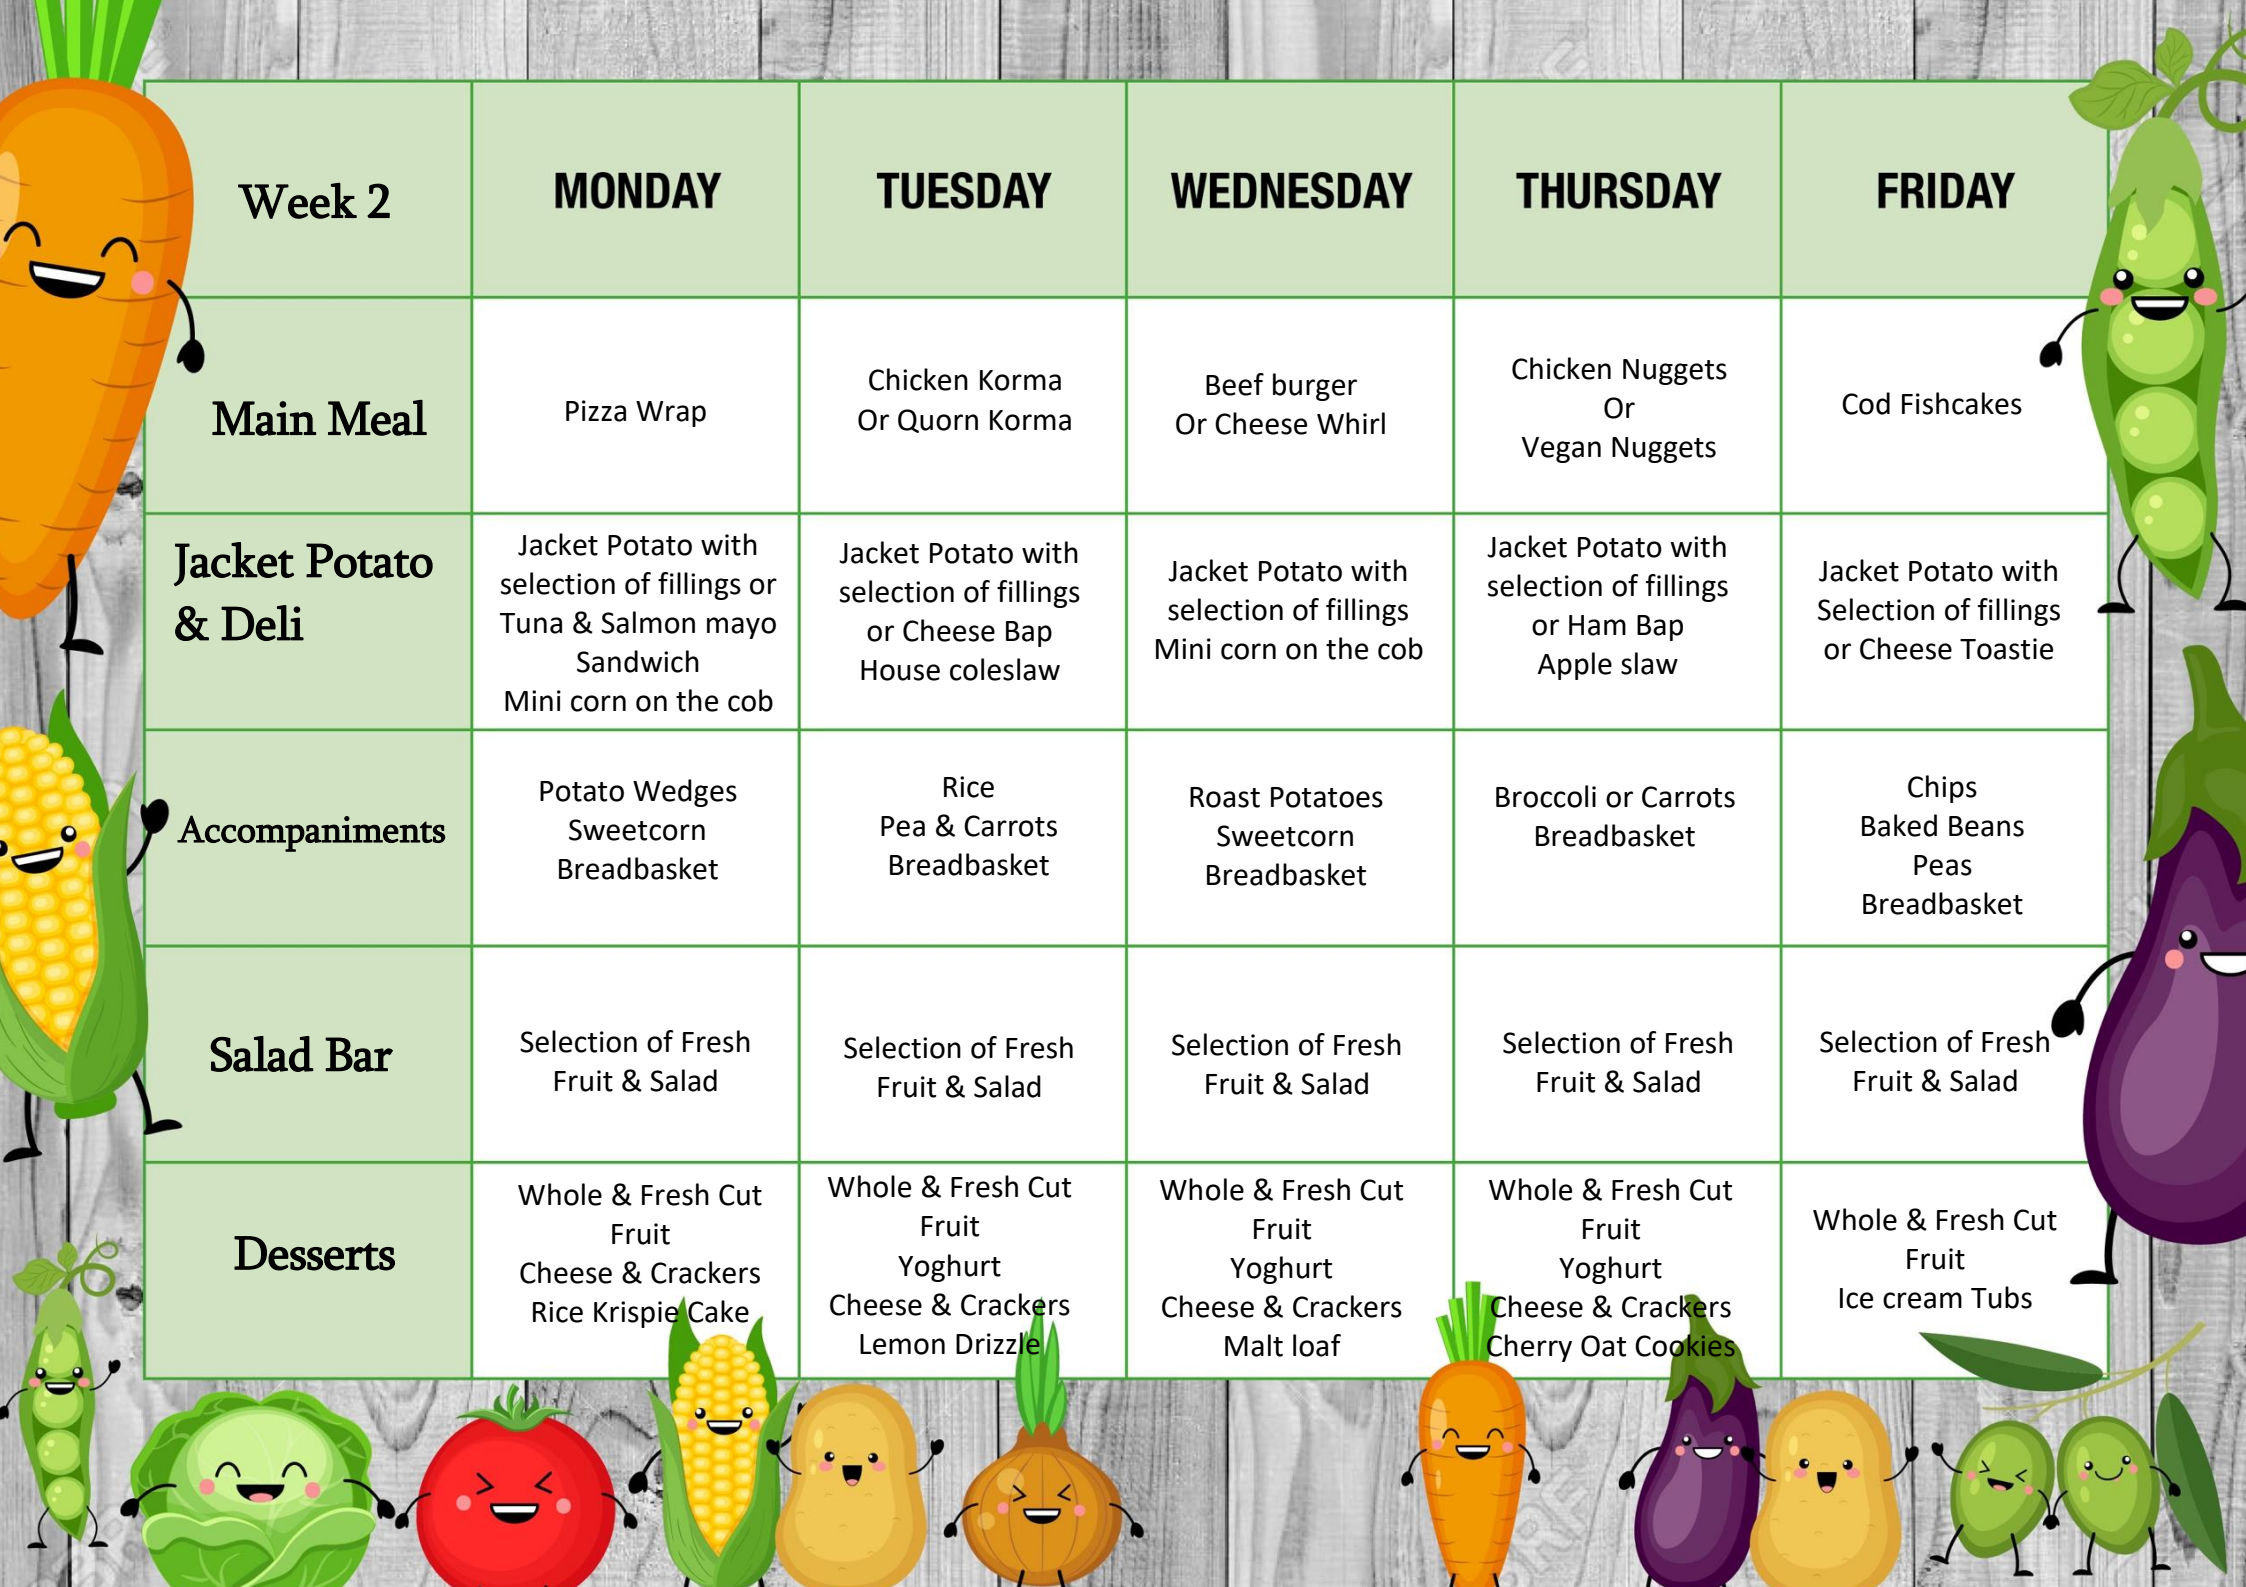 Week 2
MONDAY
TUESDAY
WEDNESDAY
THURSDAY
FRIDAY
Main Meal
Pizza Wrap
Chicken Korma
Or Quorn Korma
Beef burger
Or Cheese Whirl
Chicken Nuggets
Or
Vegan Nuggets
Cod Fishcakes
Jacket Potato
& Deli
Jacket Potato with
selection of fillings or
Tuna & Salmon mayo
Sandwich
Mini corn on the cob
Jacket Potato with
selection of fillings
or Cheese Bap
House coleslaw
Jacket Potato with
selection of fillings
Mini corn on the cob
Jacket Potato with
selection of fillings
or Ham Bap
Apple slaw
Jacket Potato with
Selection of fillings
or Cheese Toastie
Accompaniments
Potato Wedges
Sweetcorn
Breadbasket
Rice
Pea & Carrots
Breadbasket
Roast Potatoes
Sweetcorn
Breadbasket
Broccoli or Carrots
Breadbasket
Chips
Baked Beans
Peas
Breadbasket
Salad Bar
Selection of Fresh
Fruit & Salad
Selection of Fresh
Fruit & Salad
Selection of Fresh
Fruit & Salad
Selection of Fresh
Fruit & Salad
Selection of Fresh
Fruit & Salad
Desserts
Whole & Fresh Cut
Fruit
Cheese & Crackers
Rice Krispie Cake
Whole & Fresh Cut
Fruit
Yoghurt
Cheese & Crackers
Lemon Drizzle
Whole & Fresh Cut
Fruit
Yoghurt
Cheese & Crackers
Malt loaf
Whole & Fresh Cut
Fruit
Yoghurt
Cheese & Crackers
Cherry Oat Cookies
Whole & Fresh Cut
Fruit
Ice cream Tubs